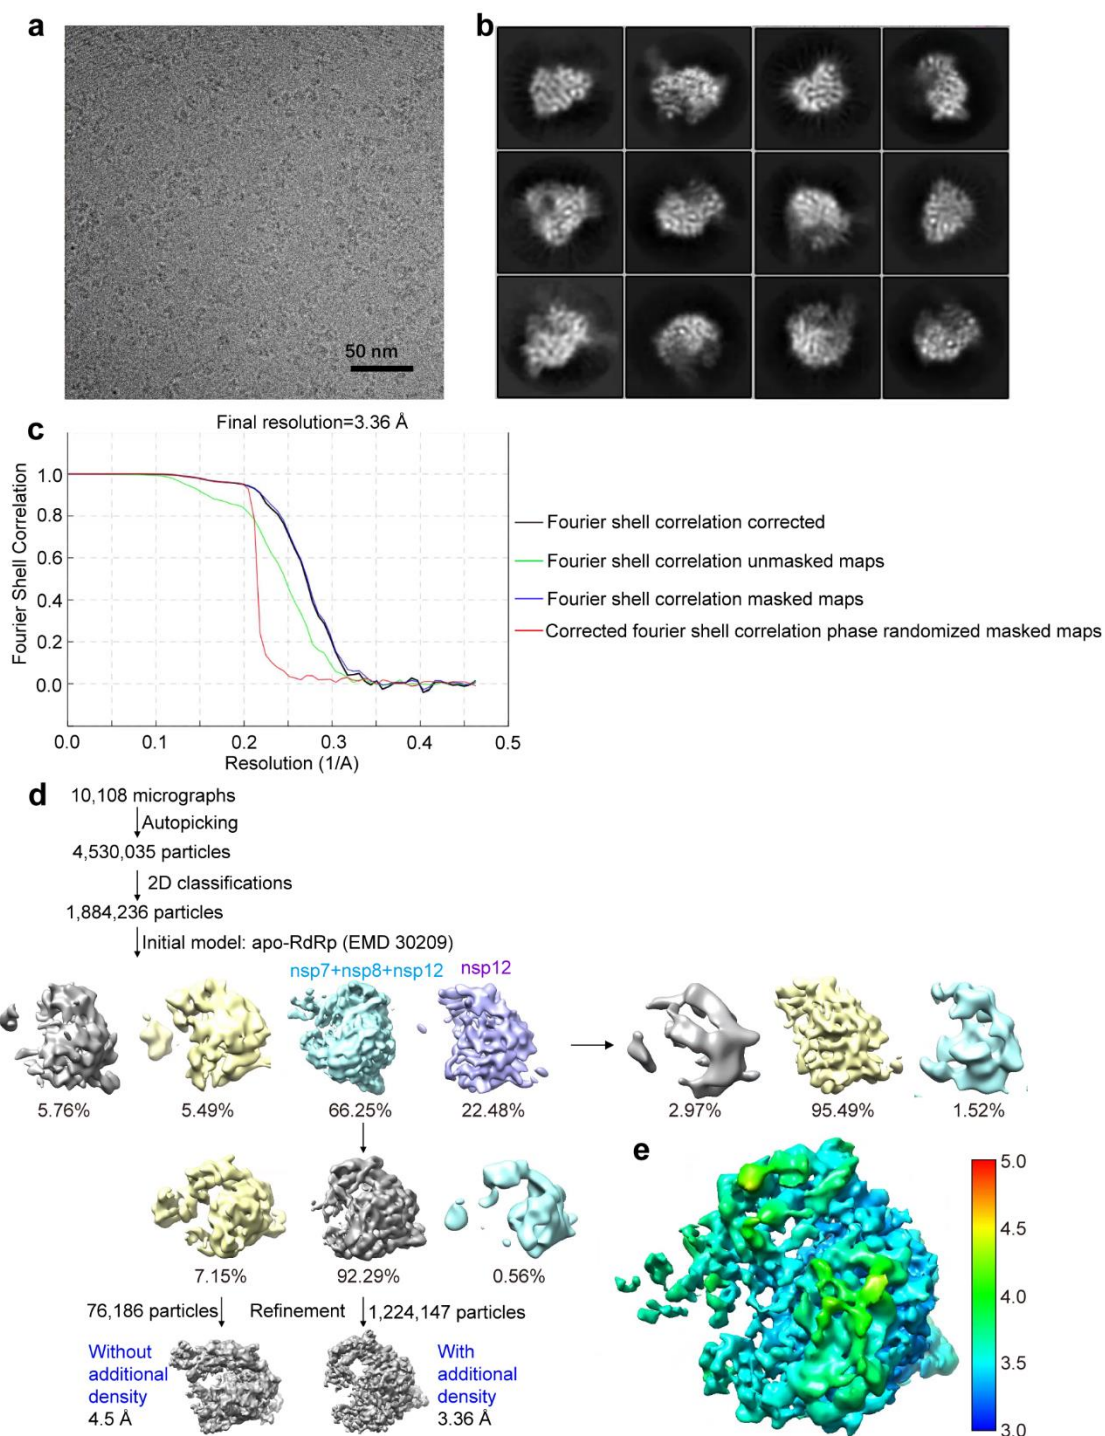 a
b
50 nm
c
Final resolution=3.36 Å
Fourier Shell Correlation
1.0
0.8
0.6
0.4
0.2
0.0
0.0 0.1 0.2 0.3 0.4 0.5
Resolution (1/A)
Fourier shell correlation corrected
Fourier shell correlation unmasked maps
Fourier shell correlation masked maps
Corrected fourier shell correlation phase randomized masked maps
d
10,108 micrographs
Autopicking
4,530,035 particles
2D classifications
1,884,236 particles
Initial model: apo-RdRp (EMD 30209)
nsp7+nsp8+nsp12
nsp12
5.76%
5.49%
66.25%
22.48%
2.97%
95.49%
1.52%
7.15%
92.29%
0.56%
76,186 particles
Refinement
1,224,147 particles
Without
additional
density
4.5 Å
With
additional
density
3.36 Å
e
5.0
4.5
4.0
3.5
3.0